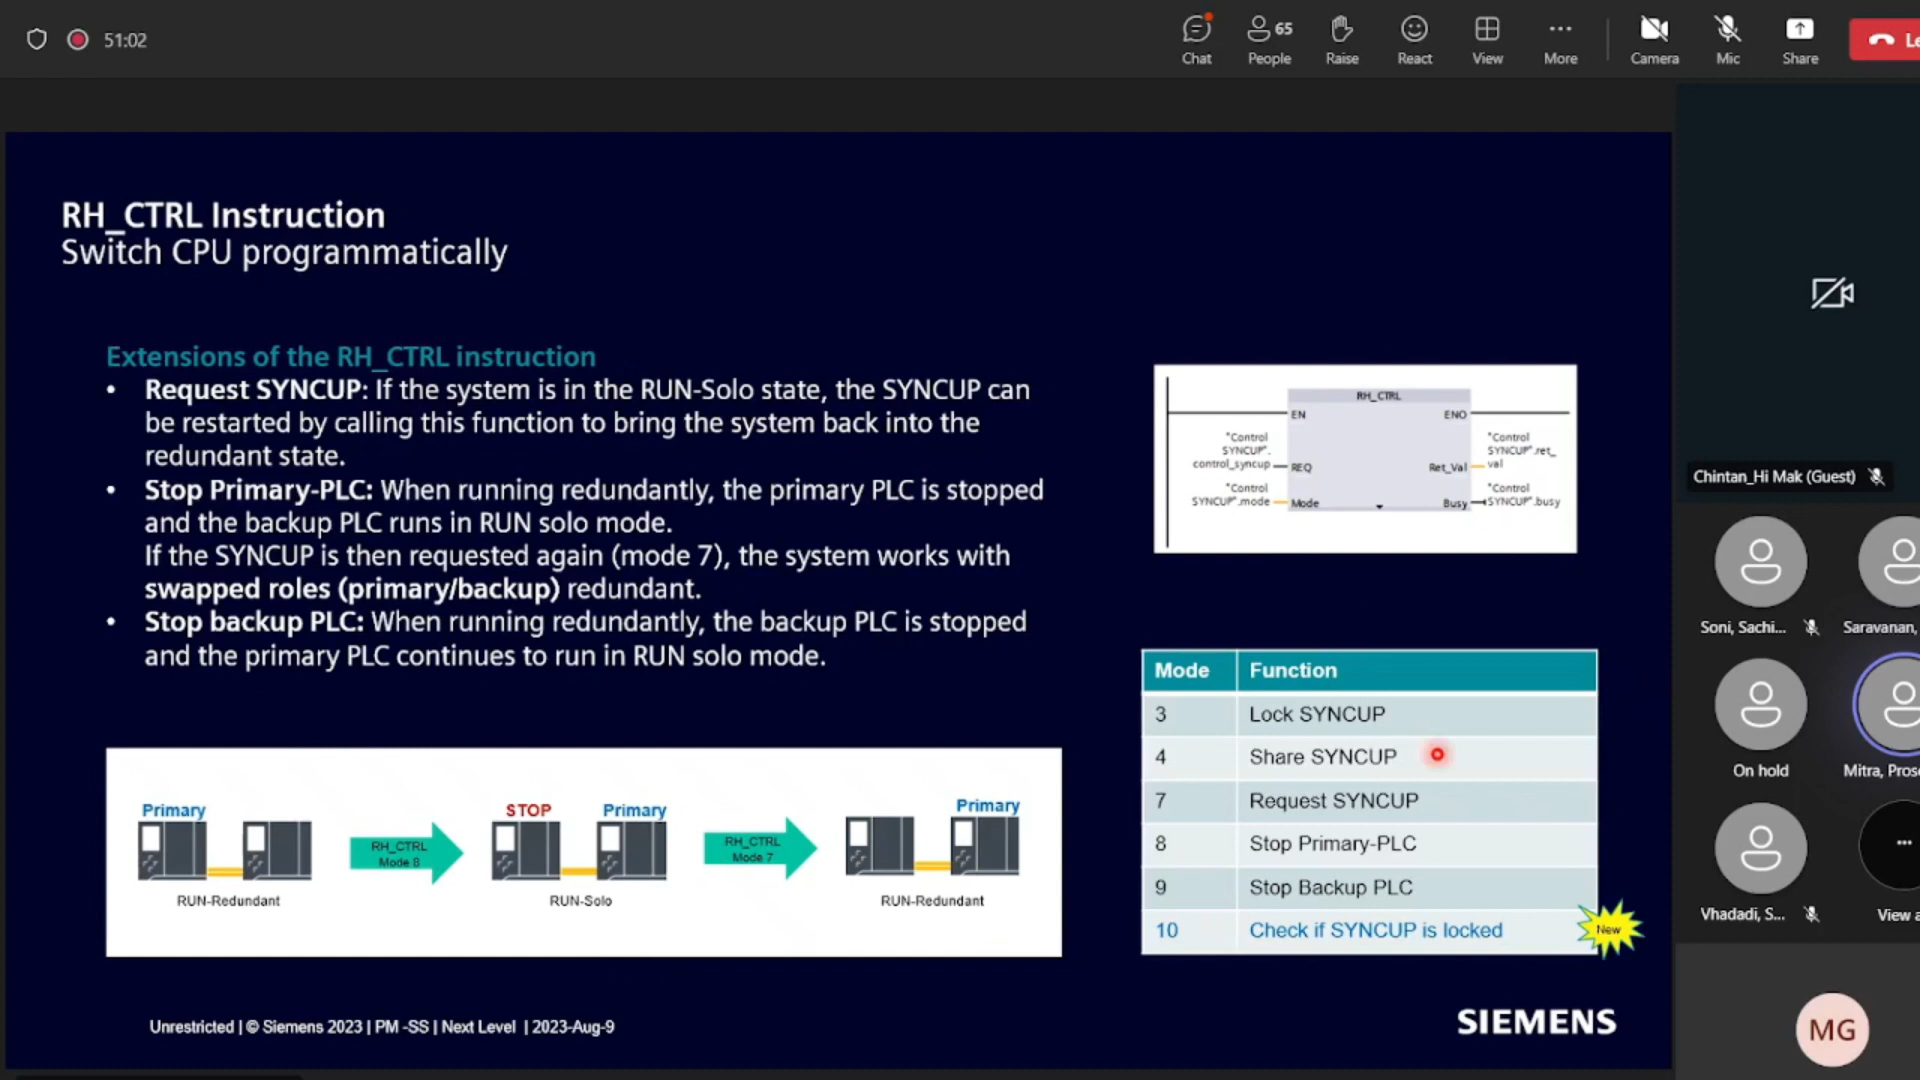 51:02
Chat
65
People
Raise
React
View
More
Camera
Mic
Share
Le
RH_CTRL Instruction
Switch CPU programmatically
Extensions of the RH_CTRL instruction
• Request SYNCUP: If the system is in the RUN-Solo state, the SYNCUP can
be restarted by calling this function to bring the system back into the
redundant state.
• Stop Primary-PLC: When running redundantly, the primary PLC is stopped
and the backup PLC runs in RUN solo mode.
If the SYNCUP is then requested again (mode 7), the system works with
swapped roles (primary/backup) redundant.
• Stop backup PLC: When running redundantly, the backup PLC is stopped
and the primary PLC continues to run in RUN solo mode.
RH_CTRL
EN
ENO
"Control
SYNCUP".
control_syncup
REQ
Ret_Val
"Control
SYNCUP".ret_
val
"Control
SYNCUP".mode
Mode
Busy
"Control
SYNCUP".busy
Mode Function
3 Lock SYNCUP
4 Share SYNCUP
7 Request SYNCUP
8 Stop Primary-PLC
9 Stop Backup PLC
10 Check if SYNCUP is locked
New
Primary
RUN-Redundant
RH_CTRL
Mode 8
STOP
Primary
RUN-Solo
RH_CTRL
Mode 7
Primary
RUN-Redundant
Unrestricted | © Siemens 2023 | PM -SS | Next Level | 2023-Aug-9
SIEMENS
Chintan_Hi Mak (Guest)
Soni, Sachi...
Saravanan,
On hold
Mitra, Pros
Vhadadi, S...
View a
MG